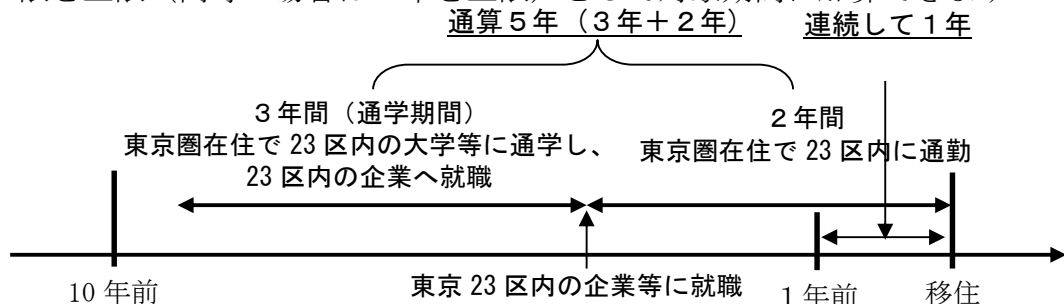 通算５年（３年＋２年）
連続して１年
３年間（通学期間）
東京圏在住で 23 区内の大学等に通学し、
23 区内の企業へ就職
２年間
東京圏在住で 23 区内に通勤
10 年前
東京 23 区内の企業等に就職
１年前
移住